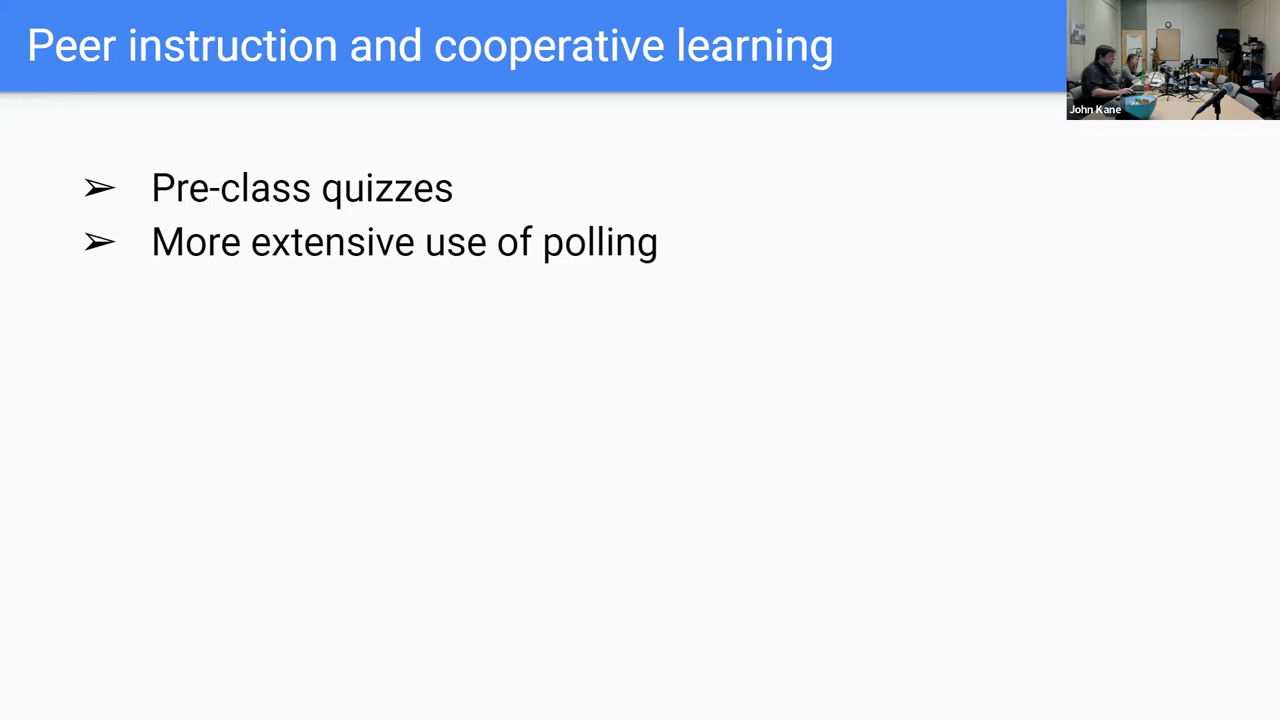 Peer instruction and cooperative learning
John Kane
➢ Pre-class quizzes
➢ More extensive use of polling